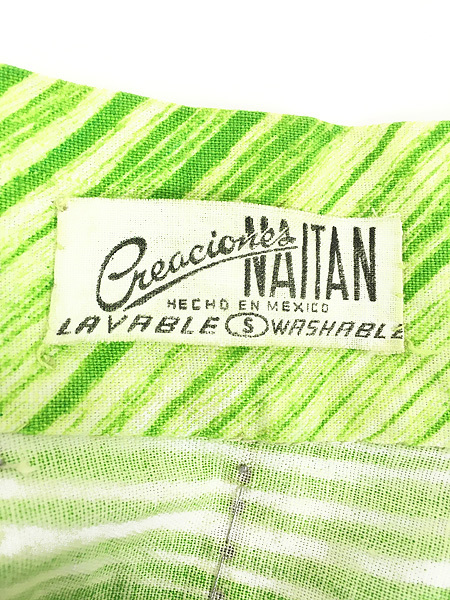 Creaciones NAITAN
HECHO EN MEXICO
LAVABLE S WASHABLE